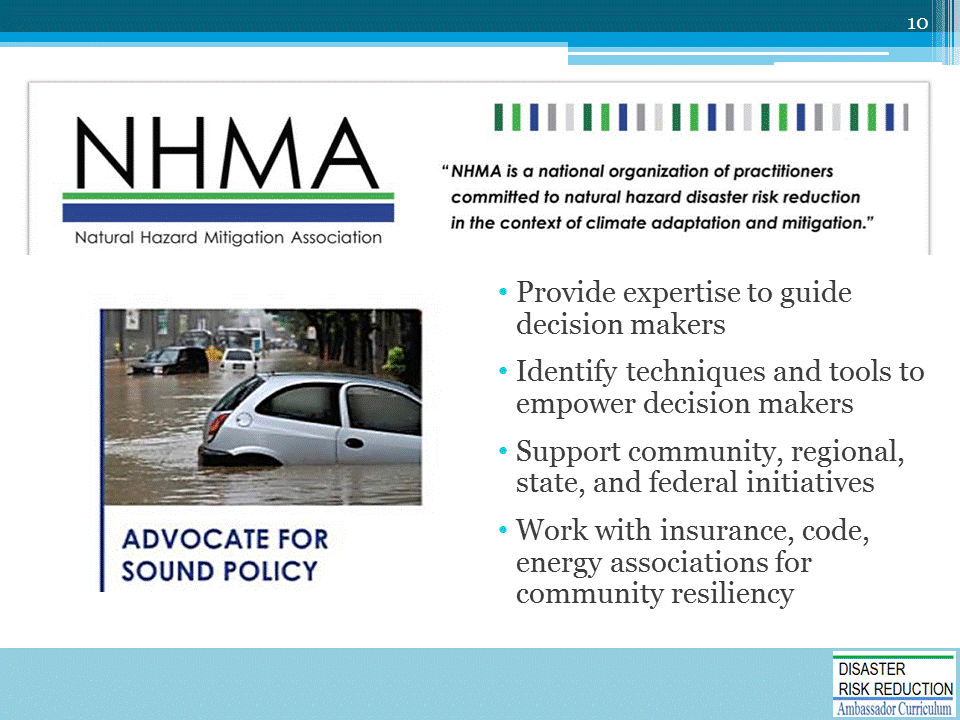 10
NHMA
Natural Hazard Mitigation Association
“NHMA is a national organization of practitioners
committed to natural hazard disaster risk reduction
in the context of climate adaptation and mitigation.”
ADVOCATE FOR
SOUND POLICY
• Provide expertise to guide
decision makers
• Identify techniques and tools to
empower decision makers
• Support community, regional,
state, and federal initiatives
• Work with insurance, code,
energy associations for
community resiliency
DISASTER
RISK REDUCTION
Ambassador Curriculum